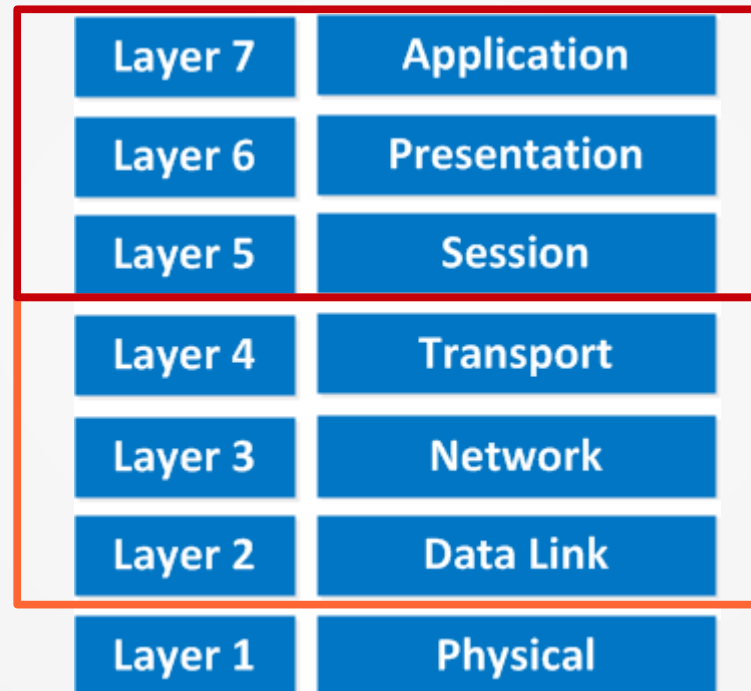 Layer 7 Application
Layer 6 Presentation
Layer 5 Session
Layer 4 Transport
Layer 3 Network
Layer 2 Data Link
Layer 1 Physical